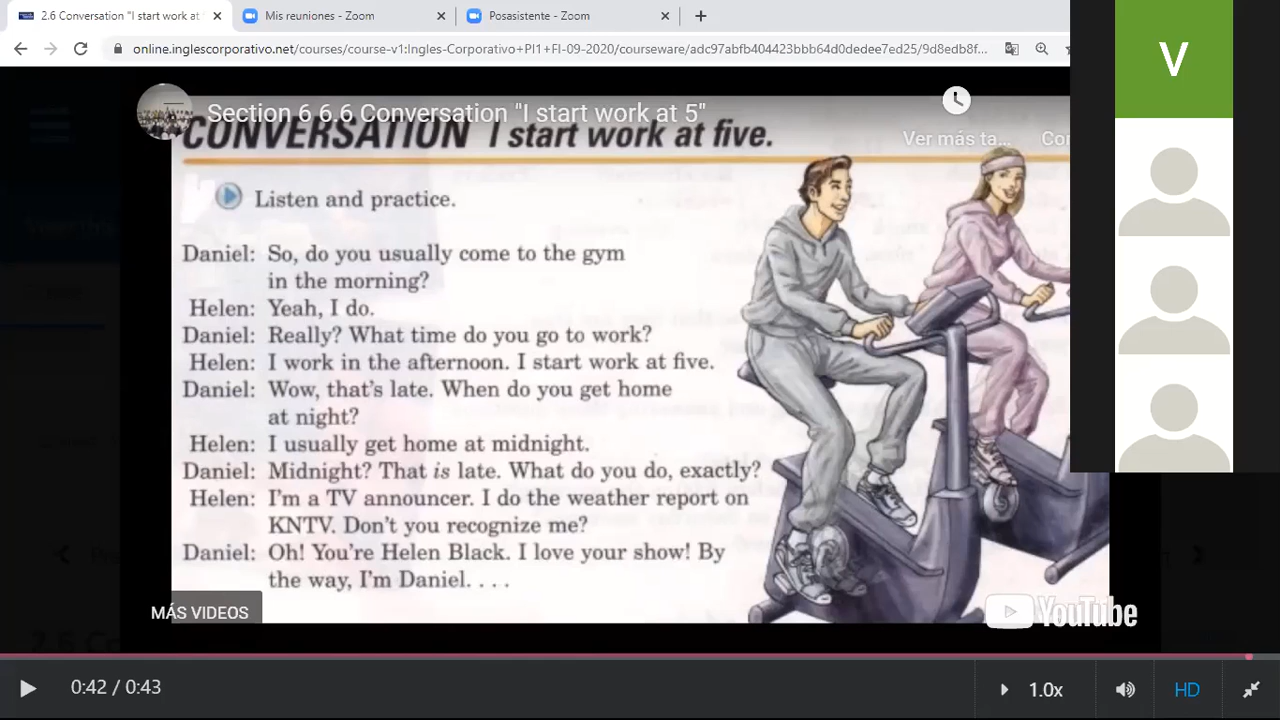 2.6 Conversation "I start work at
Mis reuniones - Zoom
Posasistente - Zoom
online.inglescorporativo.net/courses/course-v1:Ingles-Corporativo+PI1+FI-09-2020/courseware/adc97abfb404423bbb64d0dedee7ed25/9d8edb8f...
V
Section 6 6.6 Conversation "I start work at 5"
Ver más ta...
CONVERSATION I start work at five.
Listen and practice.
Daniel: So, do you usually come to the gym
in the morning?
Helen: Yeah, I do.
Daniel: Really? What time do you go to work?
Helen: I work in the afternoon. I start work at five.
Daniel: Wow, that's late. When do you get home
at night?
Helen: I usually get home at midnight.
Daniel: Midnight? That is late. What do you do, exactly?
Helen: I'm a TV announcer. I do the weather report on
KNTV. Don't you recognize me?
Daniel: Oh! You're Helen Black. I love your show! By
the way, I'm Daniel. . . .
MÁS VIDEOS
YouTube
0:42 / 0:43
1.0x
HD